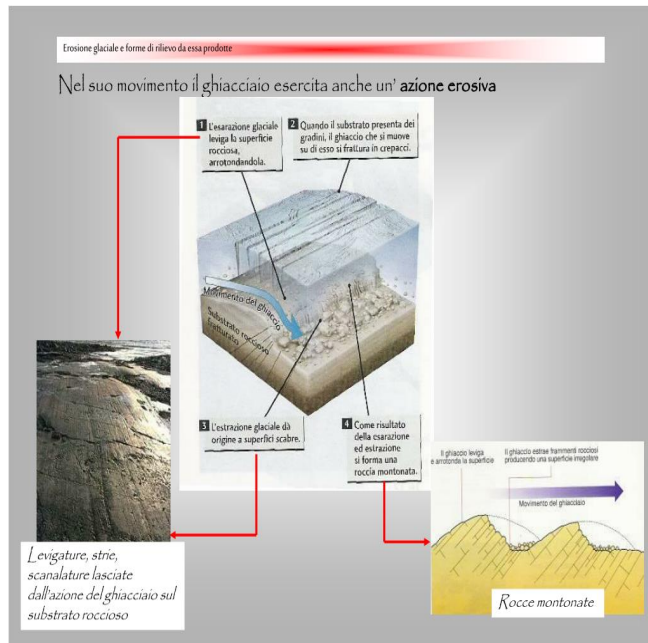 Erosione glaciale e forme di rilievo da essa prodotte
Nel suo movimento il ghiacciaio esercita anche un' azione erosiva
1 L'esarazione glaciale
leviga la superficie
rocciosa,
arrotondandola.
2 Quando il substrato presenta dei
gradini, il ghiaccio che si muove
su di esso si frattura in crepacci.
Movimento del ghiaccio
Substrato roccioso
fratturato
3 L'estrazione glaciale dà
origine a superfici scabre.
4 Come risultato
della esarazione
ed estrazione
si forma una
roccia montonata.
Il ghiaccio leviga
e arrotonda la superficie
Il ghiaccio estrae frammenti rocciosi
producendo una superficie irregolare
Movimento del ghiacciaio
Rocce montonate
Levigature, strie,
scanalature lasciate
dall'azione del ghiacciaio sul
substrato roccioso